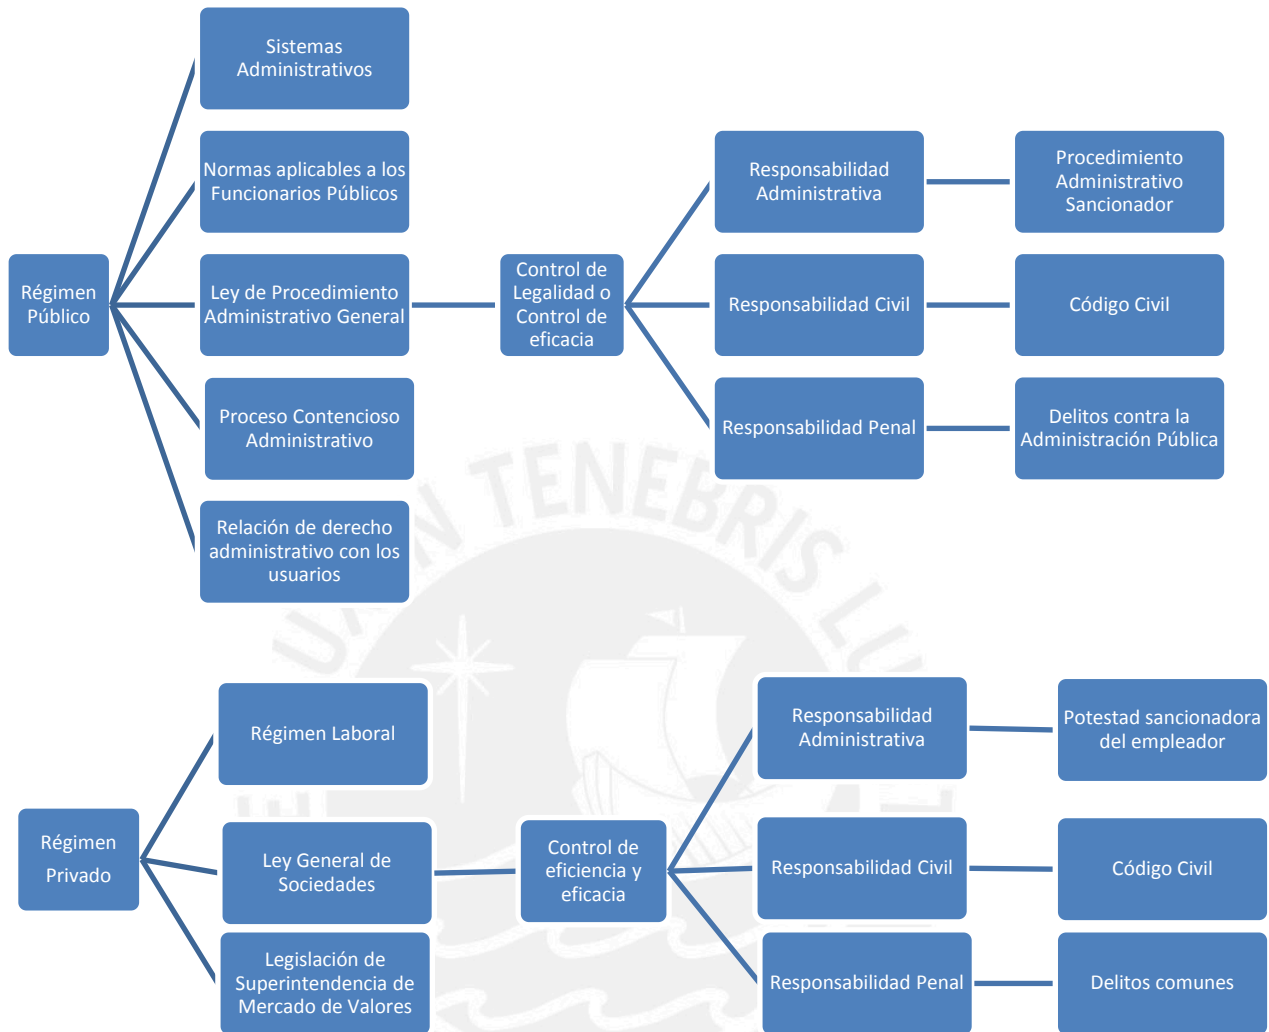 Sistemas
Administrativos
Normas aplicables a los
Funcionarios Públicos
Régimen
Público
Ley de Procedimiento
Administrativo General
Proceso Contencioso
Administrativo
Relación de derecho
administrativo con los
usuarios
Control de
Legalidad o
Control de
eficacia
Responsabilidad
Administrativa
Procedimiento
Administrativo
Sancionador
Responsabilidad Civil
Código Civil
Responsabilidad Penal
Delitos contra la
Administración Pública
TENEBRIS
Régimen
Privado
Régimen Laboral
Ley General de
Sociedades
Legislación de
Superintendencia de
Mercado de Valores
Control de
eficiencia y
eficacia
Responsabilidad
Administrativa
Potestad sancionadora
del empleador
Responsabilidad Civil
Código Civil
Responsabilidad Penal
Delitos comunes